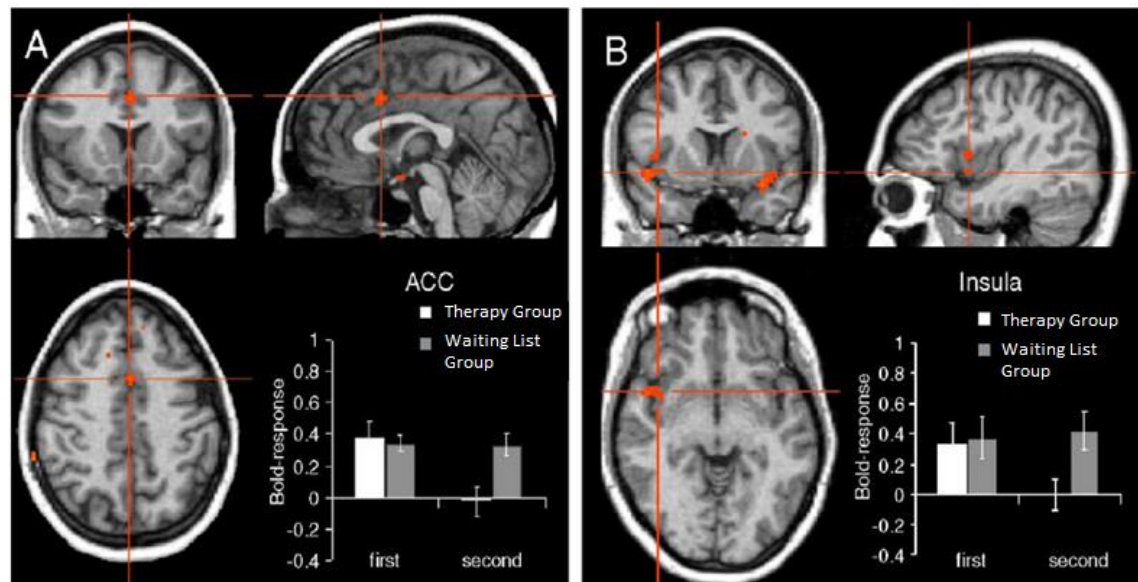 A
ACC
Therapy Group
Waiting List
Group
Bold-response
1
0.8
0.6
0.4
0.2
0
-0.2
-0.4
first
second
B
Insula
Therapy Group
Waiting List
Group
Bold-response
1
0.8
0.6
0.4
0.2
0
-0.2
-0.4
first
second